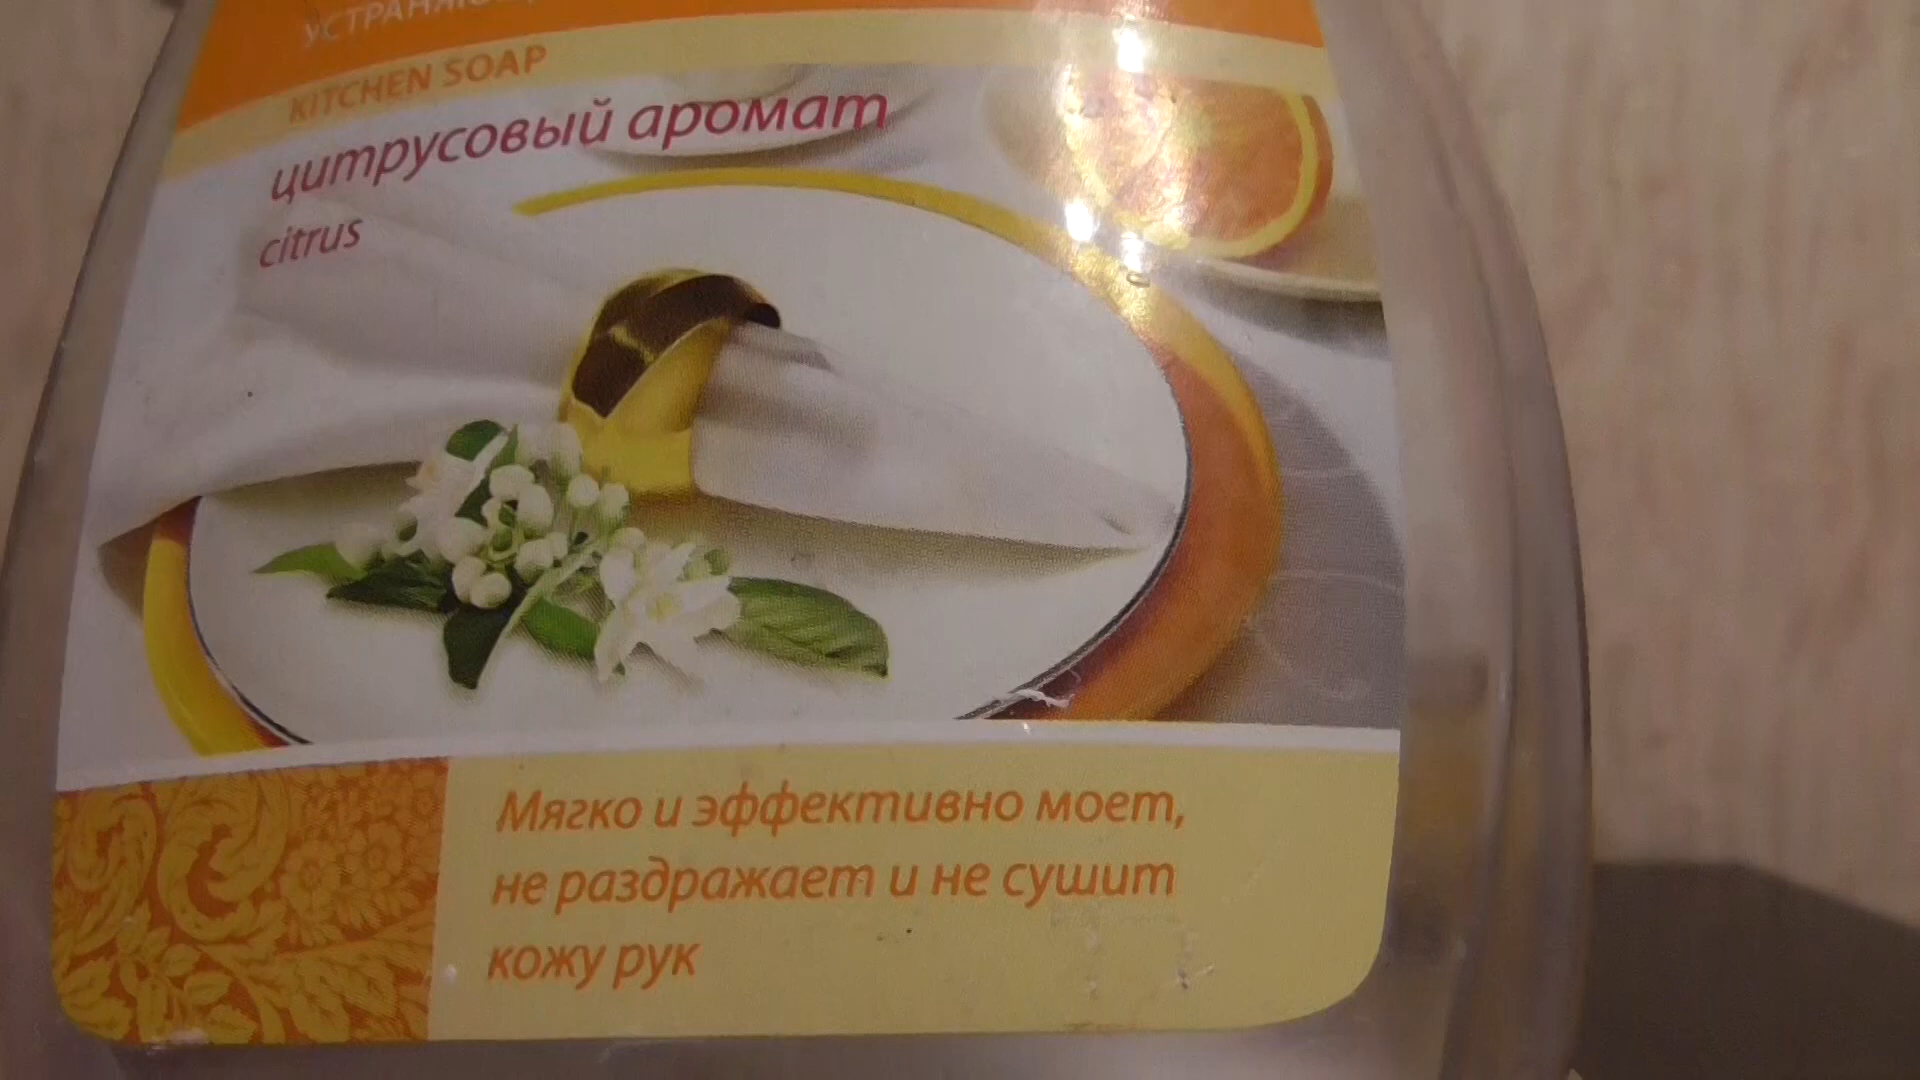 KITCHEN SOAP
цитрусовый аромат
citrus
Мягко и эффективно моет,
не раздражает и не сушит
кожу рук